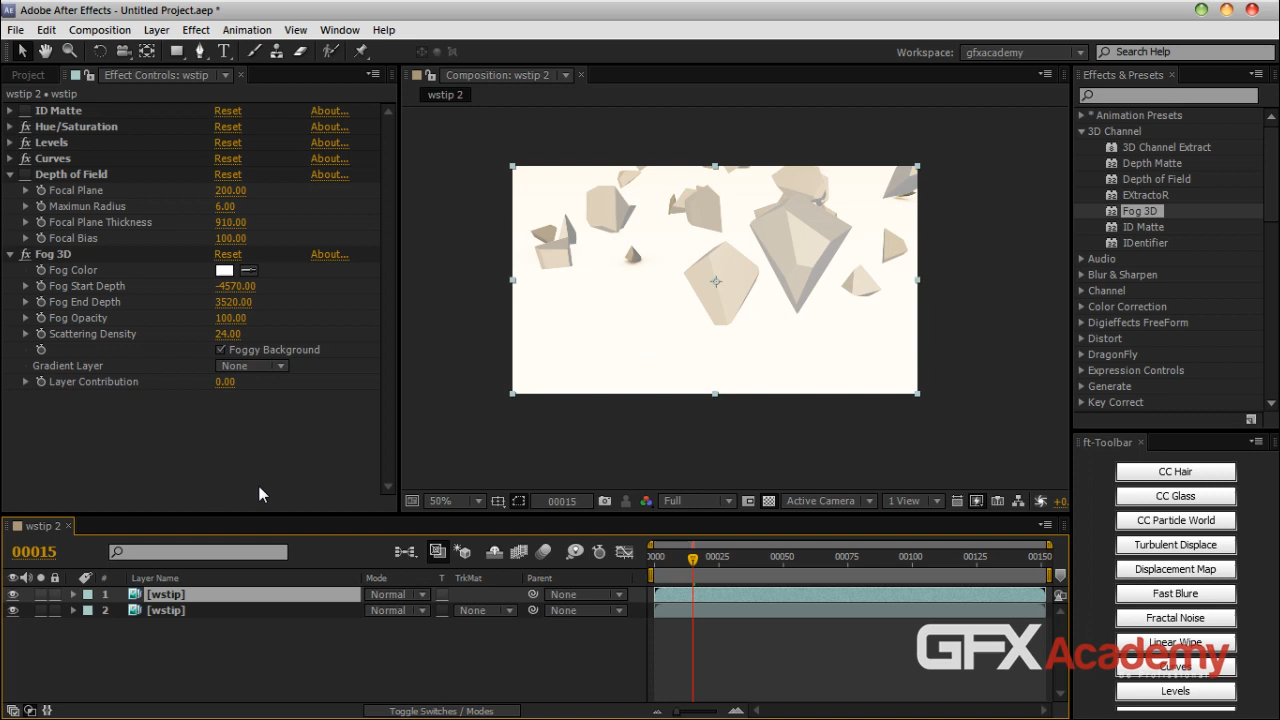 Adobe After Effects - Untitled Project.aep *
File Edit Composition Layer Effect Animation View Window Help
Workspace: gfxacademy Search Help
Project Effect Controls: wstip Composition: wstip 2 Effects & Presets
wstip 2 • wstip
wstip 2
ID Matte Reset About...
fx Hue/Saturation Reset About...
fx Levels Reset About...
fx Curves Reset About...
Depth of Field Reset About...
Focal Plane 200.00
Maximun Radius 6.00
Focal Plane Thickness 910.00
Focal Bias 100.00
fx Fog 3D Reset About...
Fog Color
Fog Start Depth -4570.00
Fog End Depth 3520.00
Fog Opacity 100.00
Scattering Density 24.00
Foggy Background
Gradient Layer None
Layer Contribution 0.00
* Animation Presets
3D Channel
3D Channel Extract
Depth Matte
Depth of Field
EXtractoR
Fog 3D
ID Matte
IDentifier
Audio
Blur & Sharpen
Channel
Color Correction
Digieffects FreeForm
Distort
DragonFly
Expression Controls
Generate
Key Correct
50% 00015 Full Active Camera 1 View +0.
ft-Toolbar
CC Hair
CC Glass
CC Particle World
Turbulent Displace
Displacement Map
Fast Blure
Fractal Noise
Linear Wipe
Curves
Levels
wstip 2
00015
0000 00025 00050 00075 00100 00125 00150
# Layer Name Mode T TrkMat Parent
1 [wstip] Normal None
2 [wstip] Normal None None
Toggle Switches / Modes
GFXAcademy